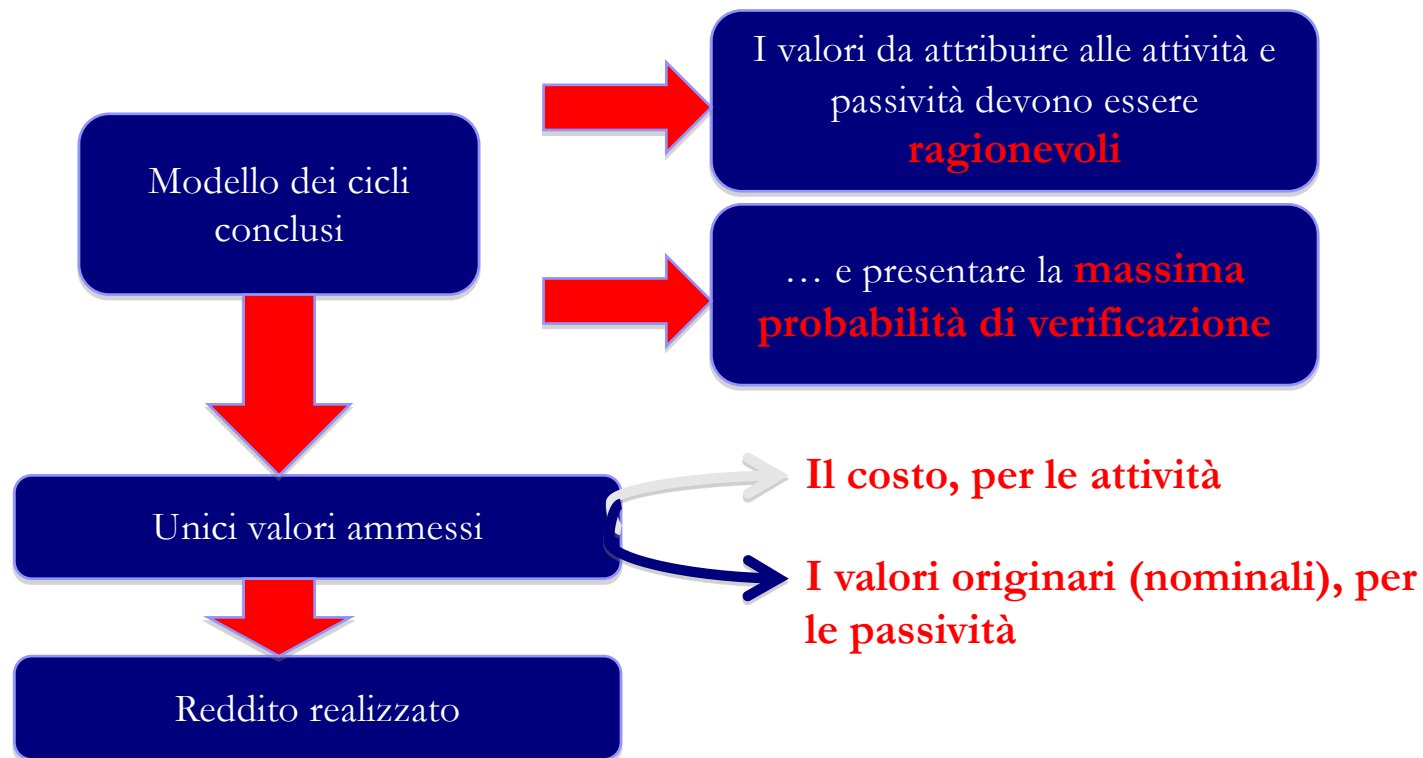 Modello dei cicli
conclusi
I valori da attribuire alle attività e
passività devono essere
ragionevoli
… e presentare la massima
probabilità di verificazione
Unici valori ammessi
Il costo, per le attività
I valori originari (nominali), per
le passività
Reddito realizzato